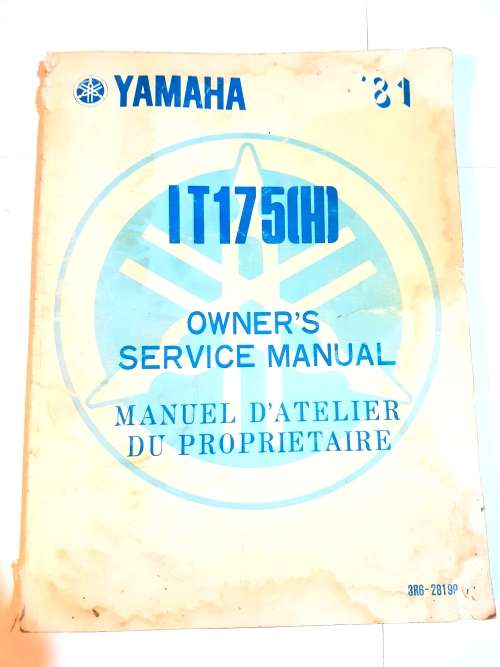 YAMAHA '81
IT175(H)
OWNER'S
SERVICE MANUAL
MANUEL D'ATELIER
DU PROPRIETAIRE